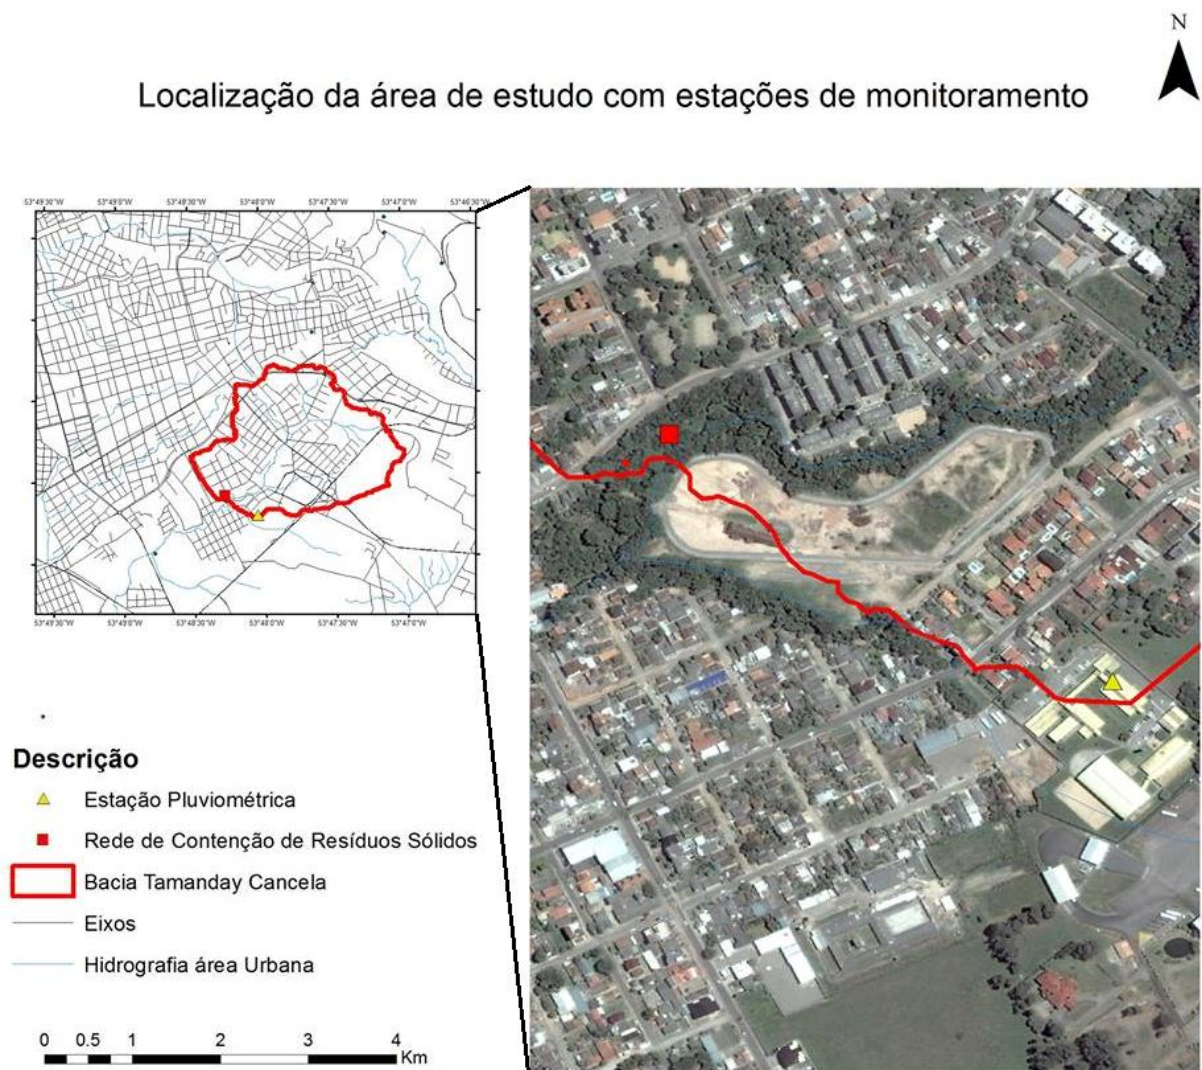 N
Localização da área de estudo com estações de monitoramento
53°49'30"W 53°49'0"W 53°48'30"W 53°48'0"W 53°47'30"W 53°47'0"W 53°46'30"W
53°49'30"W 53°49'0"W 53°48'30"W 53°48'0"W 53°47'30"W 53°47'0"W
Descrição
Estação Pluviométrica
Rede de Contenção de Resíduos Sólidos
Bacia Tamanday Cancela
Eixos
Hidrografia área Urbana
0 0.5 1 2 3 4
Km